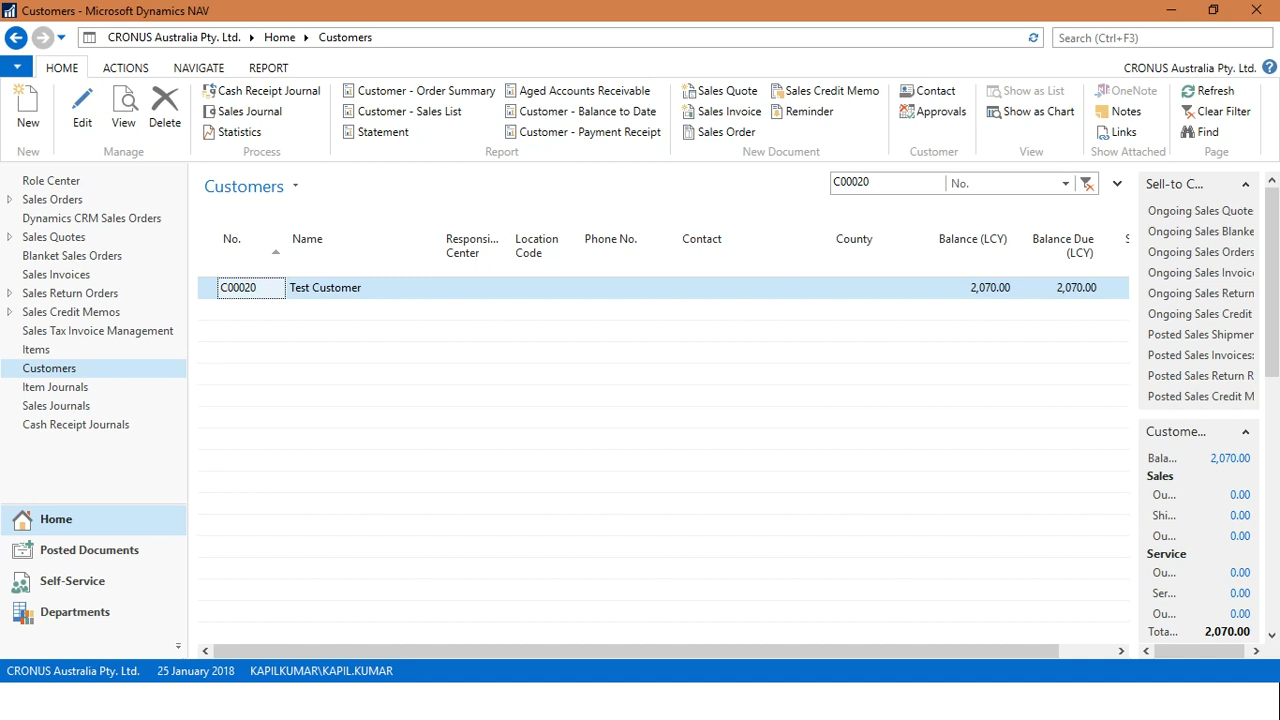 Customers - Microsoft Dynamics NAV
CRONUS Australia Pty. Ltd. Home Customers Search (Ctrl+F3)
HOME ACTIONS NAVIGATE REPORT CRONUS Australia Pty. Ltd.
New
New
Edit View Delete
Manage
Cash Receipt Journal
Sales Journal
Statistics
Process
Customer - Order Summary
Customer - Sales List
Statement
Aged Accounts Receivable
Customer - Balance to Date
Customer - Payment Receipt
Report
Sales Quote
Sales Invoice
Sales Order
Sales Credit Memo
Reminder
New Document
Contact
Approvals
Customer
Show as List
Show as Chart
View
OneNote
Notes
Links
Show Attached
Refresh
Clear Filter
Find
Page
Role Center
Sales Orders
Dynamics CRM Sales Orders
Sales Quotes
Blanket Sales Orders
Sales Invoices
Sales Return Orders
Sales Credit Memos
Sales Tax Invoice Management
Items
Customers
Item Journals
Sales Journals
Cash Receipt Journals
Home
Posted Documents
Self-Service
Departments
Customers
C00020 No.
No. Name Responsi... Center Location Code Phone No. Contact County Balance (LCY) Balance Due (LCY) S
C00020 Test Customer 2,070.00 2,070.00
Sell-to C...
Ongoing Sales Quote
Ongoing Sales Blanke
Ongoing Sales Orders
Ongoing Sales Invoic
Ongoing Sales Return
Ongoing Sales Credit
Posted Sales Shipmer
Posted Sales Invoices:
Posted Sales Return R
Posted Sales Credit M
Custome...
Bala... 2,070.00
Sales
Ou... 0.00
Shi... 0.00
Ou... 0.00
Service
Ou... 0.00
Ser... 0.00
Ou... 0.00
Tota... 2,070.00
CRONUS Australia Pty. Ltd. 25 January 2018 KAPILKUMAR\KAPIL.KUMAR